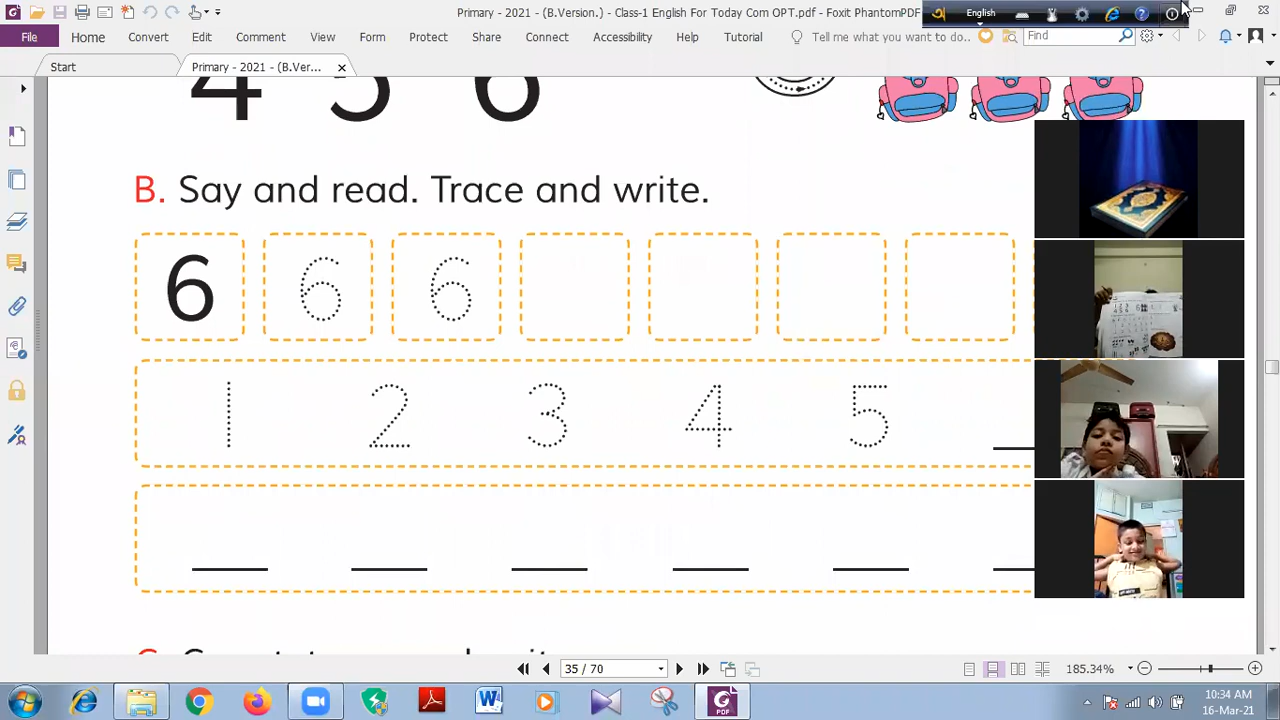 Primary - 2021 - (B.Version.) - Class-1 English For Today Com OPT.pdf - Foxit PhantomPDF
English
File Home Convert Edit Comment View Form Protect Share Connect Accessibility Help Tutorial Tell me what you want to do.. Find
Start Primary - 2021 - (B.Ver...
4 5 6
B. Say and read. Trace and write.
6 6 6
1 2 3 4 5
35 / 70
185.34%
10:34 AM
16-Mar-21